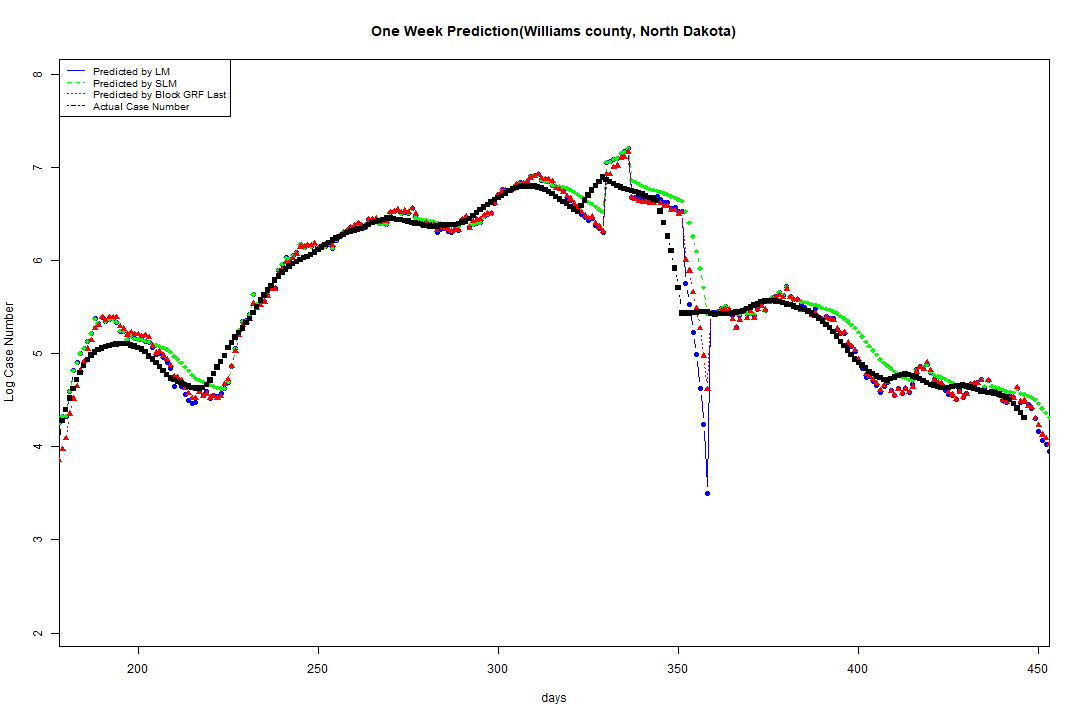 One Week Prediction(Williams county, North Dakota)
Predicted by LM
Predicted by SLM
Predicted by Block GRF Last
Actual Case Number
8
7
6
5
4
3
2
Log Case Number
200 250 300 350 400 450
days